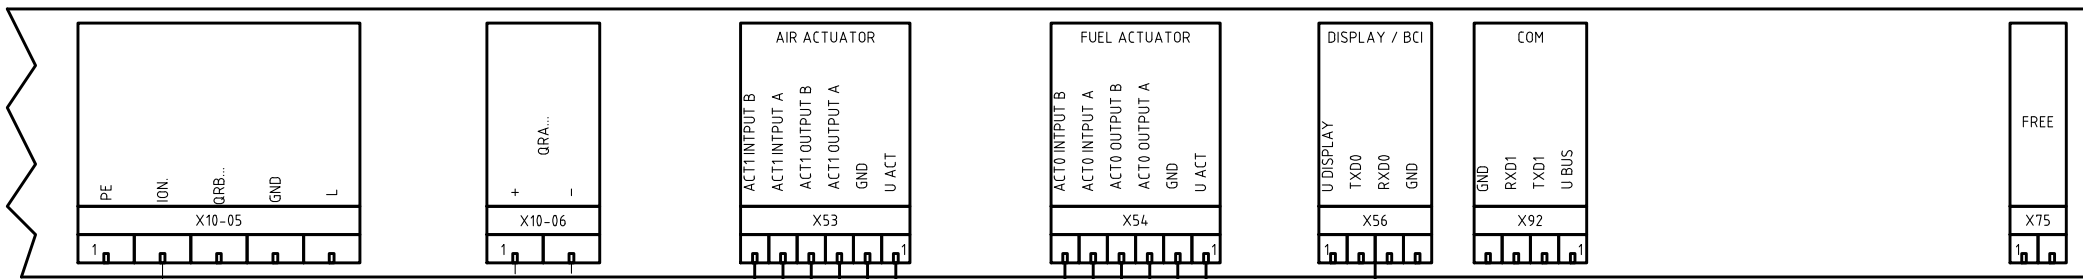 PE
ION.
QRB...
GND
L
X10-05
1
QRA...
+
-
X10-06
1
AIR ACTUATOR
ACT1 INTPUT B
ACT1 INTPUT A
ACT1 OUTPUT B
ACT1 OUTPUT A
GND
U ACT
X53
1
FUEL ACTUATOR
ACT0 INTPUT B
ACT0 INTPUT A
ACT0 OUTPUT B
ACT0 OUTPUT A
GND
U ACT
X54
1
DISPLAY / BCI
U DISPLAY
TXD0
RXD0
GND
X56
1
COM
GND
RXD1
TXD1
U BUS
X92
1
FREE
X75
1